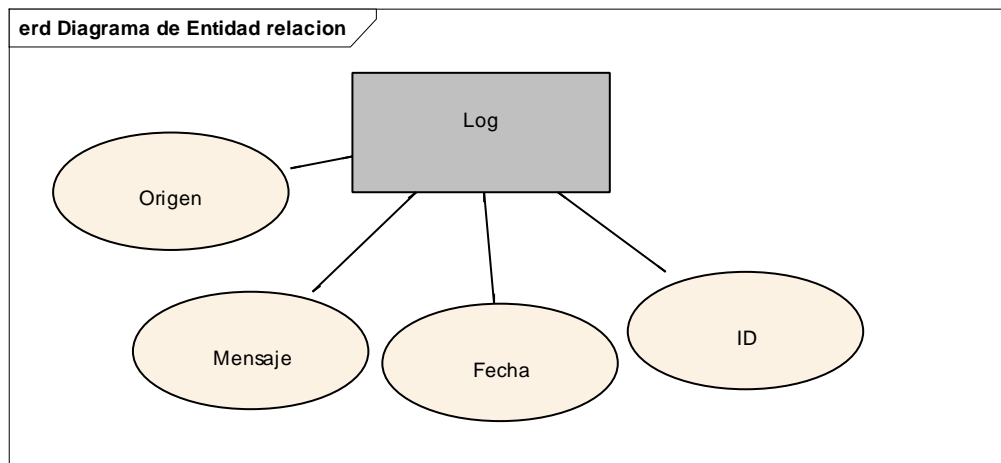 erd Diagrama de Entidad relacion
Log
Origen
Mensaje
Fecha
ID